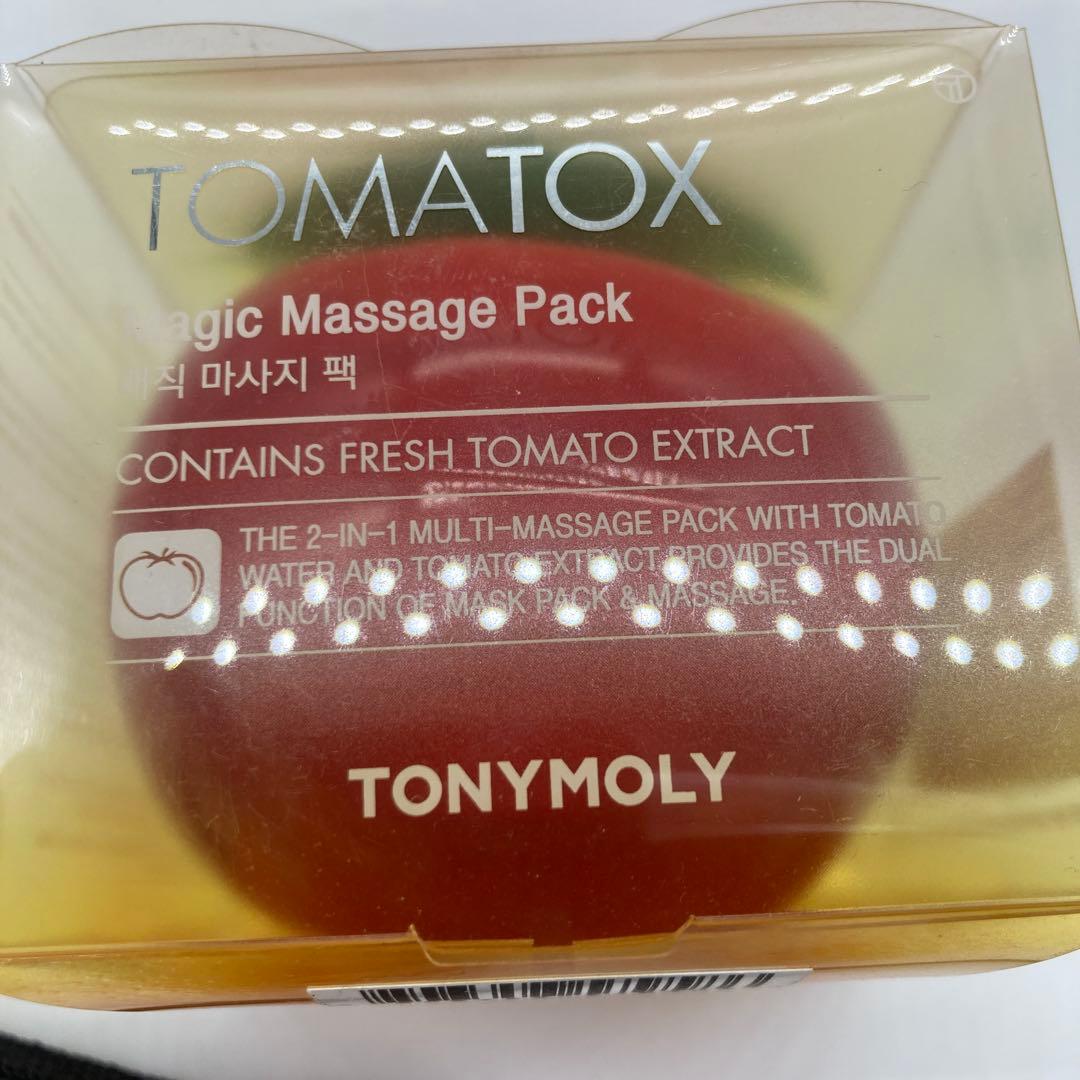 TOMATOX
Magic Massage Pack
매직 마사지 팩
CONTAINS FRESH TOMATO EXTRACT
THE 2-IN-1 MULTI-MASSAGE PACK WITH TOMATO
WATER AND TOMATO EXTRACT PROVIDES THE DUAL
FUNCTION OF MASK PACK & MASSAGE.
TONYMOLY